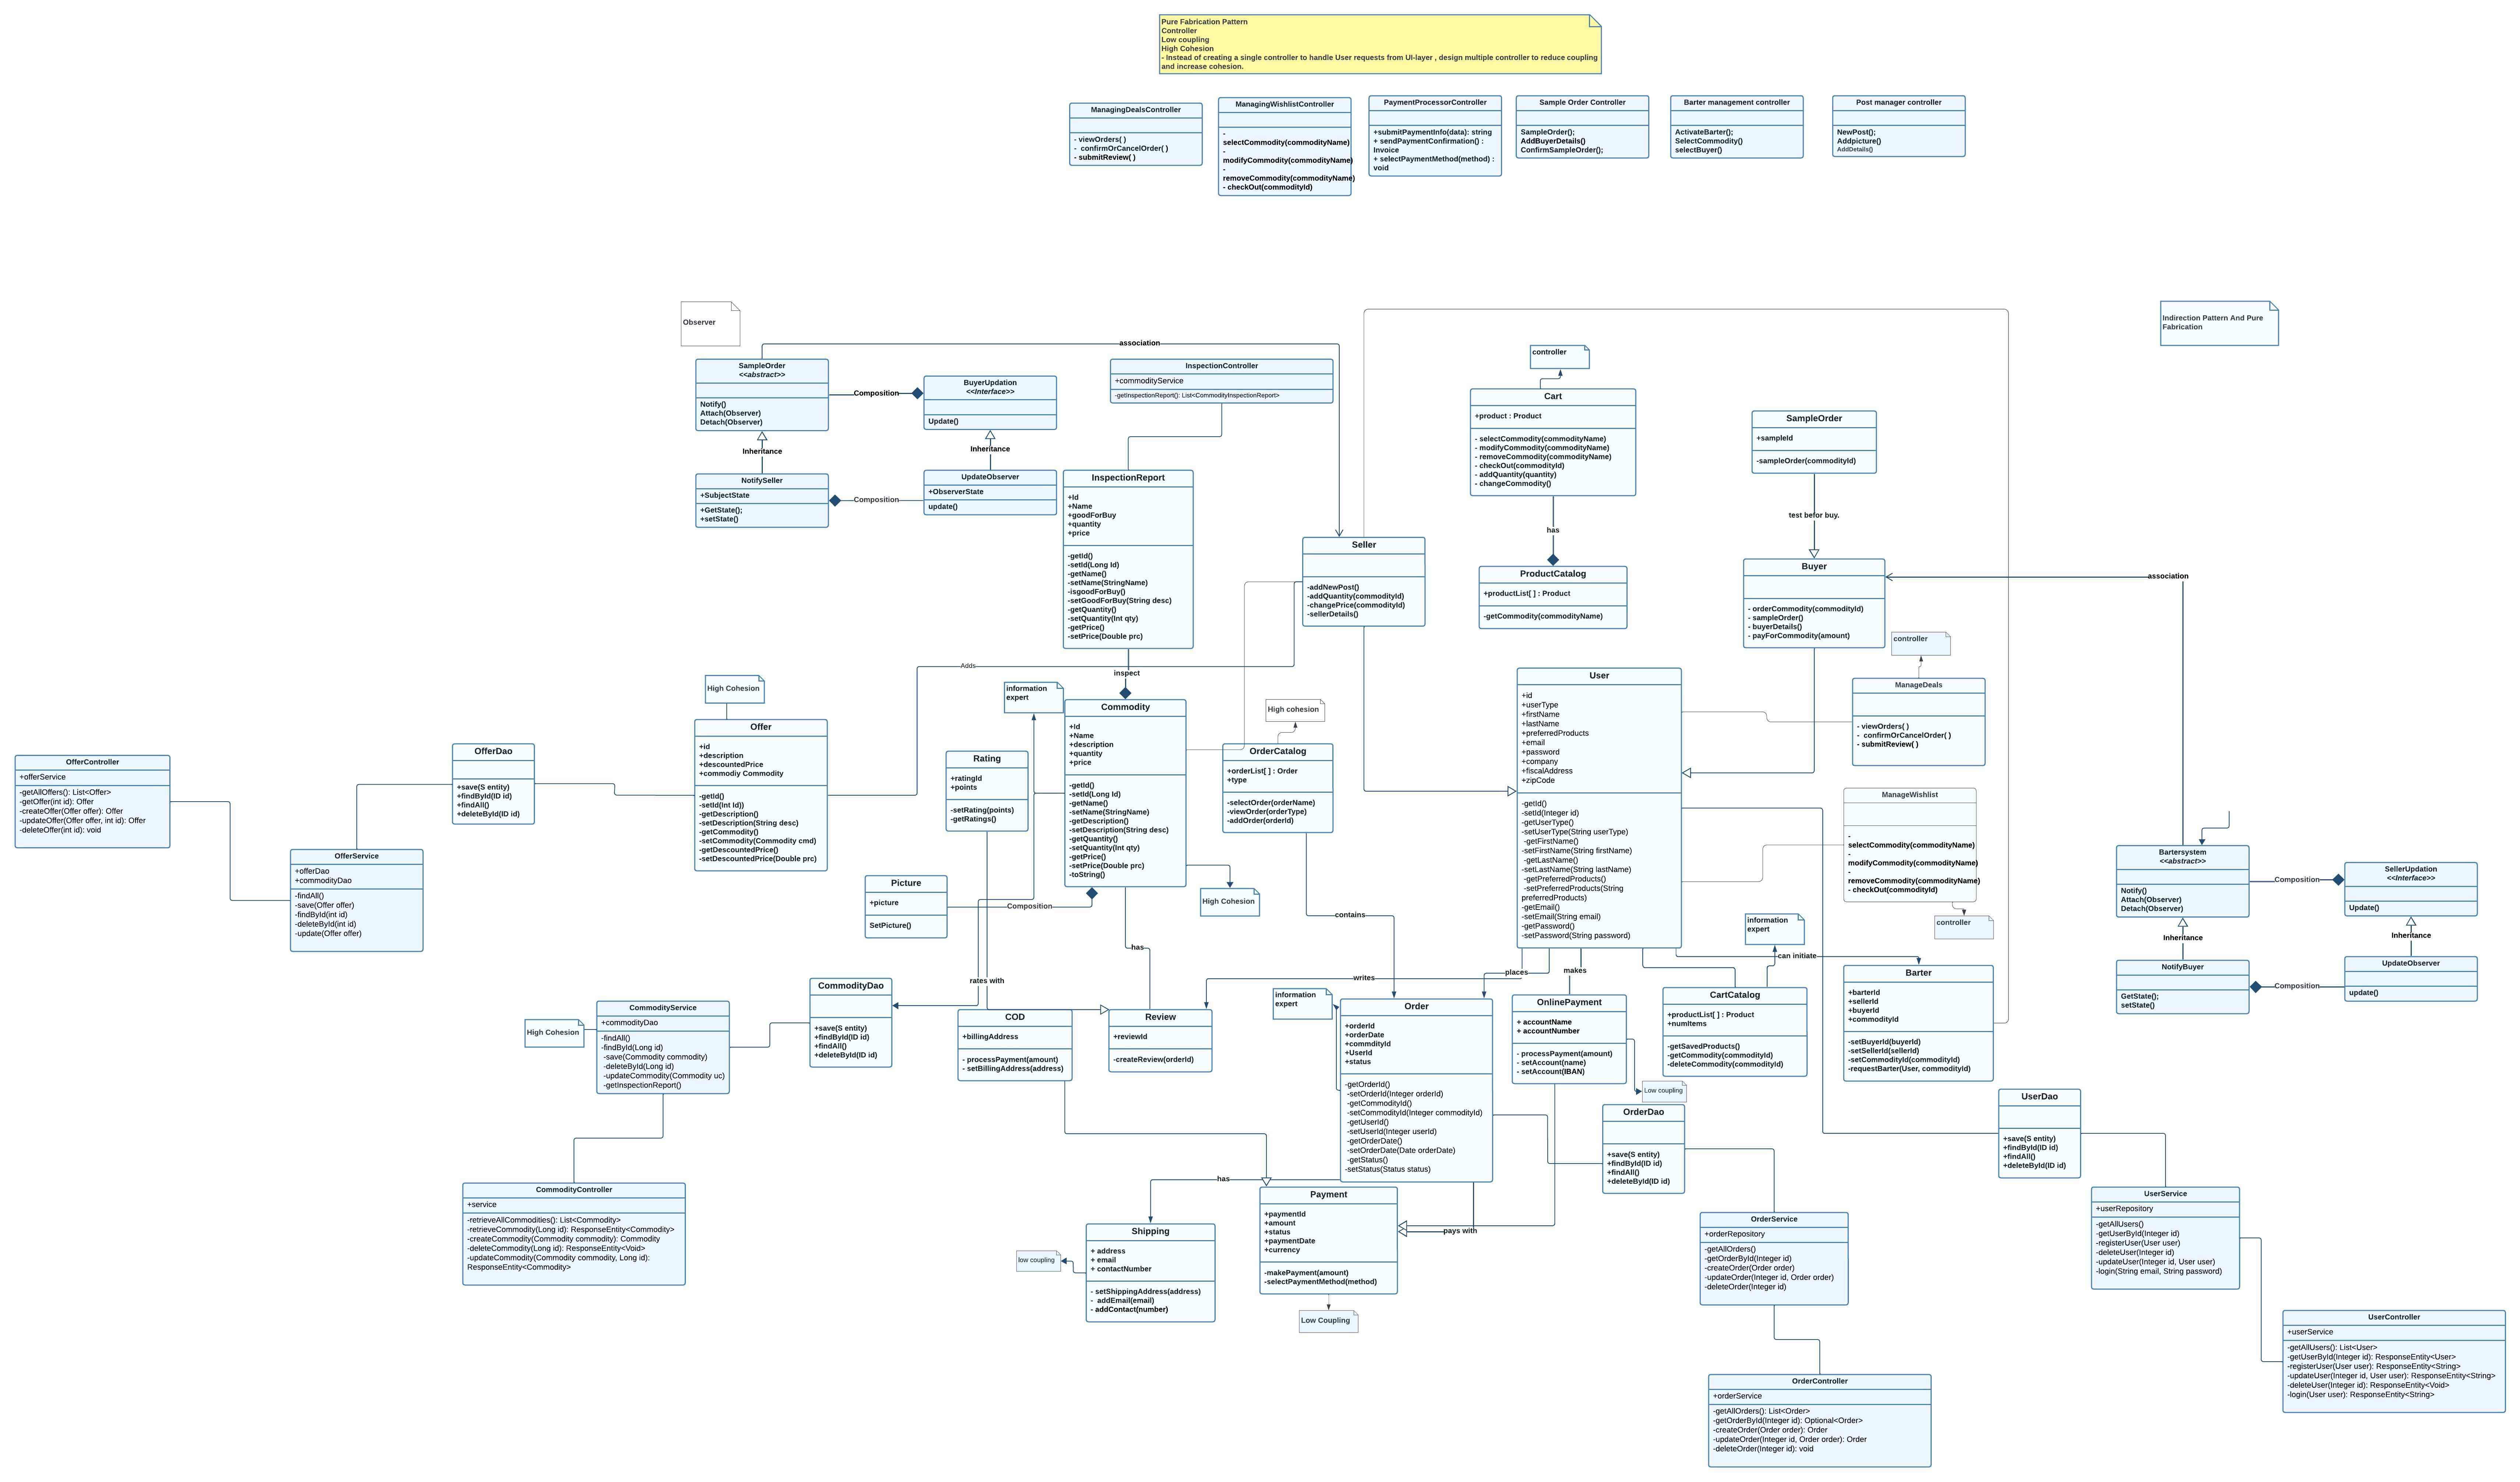 Pure Fabrication Pattern
Controller
Low coupling
High Cohesion
- Instead of creating a single controller to handle User requests from UI-layer , design multiple controller to reduce coupling
and increase cohesion.
ManagingDealsController
- viewOrders( )
-  confirmOrCancelOrder( )
- submitReview( )
ManagingWishlistController
-
selectCommodity(commodityName)
-
modifyCommodity(commodityName)
-
removeCommodity(commodityName)
- checkOut(commodityId)
PaymentProcessorController
+submitPaymentInfo(data): string
+ sendPaymentConfirmation() :
Invoice
+ selectPaymentMethod(method) :
void
Sample Order Controller
SampleOrder();
AddBuyerDetails()
ConfirmSampleOrder();
Barter management controller
ActivateBarter();
SelectCommodity()
selectBuyer()
Post manager controller
NewPost();
Addpicture()
AddDetails()
Observer
Indirection Pattern And Pure
Fabrication
association
SampleOrder
<<abstract>>
Notify()
Attach(Observer)
Detach(Observer)
Composition
BuyerUpdation
<<Interface>>
Update()
Inheritance
Inheritance
NotifySeller
+SubjectState
+GetState();
+setState()
Composition
UpdateObserver
+ObserverState
update()
InspectionController
+commodityService
-getInspectionReport(): List<CommodityInspectionReport>
InspectionReport
+Id
+Name
+goodForBuy
+quantity
+price
-getId()
-setId(Long Id)
-getName()
-setName(StringName)
-isgoodForBuy()
-setGoodForBuy(String desc)
-getQuantity()
-setQuantity(Int qty)
-getPrice()
-setPrice(Double prc)
inspect
controller
Cart
+product : Product
- selectCommodity(commodityName)
- modifyCommodity(commodityName)
- removeCommodity(commodityName)
- checkOut(commodityId)
- addQuantity(quantity)
- changeCommody()
has
ProductCatalog
+productList[ ] : Product
-getCommodity(commodityName)
SampleOrder
+sampleId
-sampleOrder(commodityId)
test befor buy.
Seller
-addNewPost()
-addQuantity(commodityId)
-changePrice(commodityId)
-sellerDetails()
Buyer
- orderCommodity(commodityId)
- sampleOrder()
- buyerDetails()
- payForCommodity(amount)
association
controller
ManageDeals
- viewOrders( )
-  confirmOrCancelOrder( )
- submitReview( )
Adds
High Cohesion
Offer
+id
+description
+descountedPrice
+commodiy Commodity
-getId()
-setId(Int Id))
-getDescription()
-setDescription(String desc)
-getCommodity()
-setCommodity(Commodity cmd)
-getDescountedPrice()
-setDescountedPrice(Double prc)
information
expert
Commodity
+Id
+Name
+description
+quantity
+price
-getId()
-setId(Long Id)
-getName()
-setName(StringName)
-getDescription()
-setDescription(String desc)
-getQuantity()
-setQuantity(Int qty)
-getPrice()
-setPrice(Double prc)
-toString()
High cohesion
OrderCatalog
+orderList[ ] : Order
+type
-selectOrder(orderName)
-viewOrder(orderType)
-addOrder(orderId)
User
+id
+userType
+firstName
+lastName
+preferredProducts
+email
+password
+company
+fiscalAddress
+zipCode
-getId()
-setId(Integer id)
-getUserType()
-setUserType(String userType)
-getFirstName()
-setFirstName(String firstName)
-getLastName()
-setLastName(String lastName)
-getPreferredProducts()
-setPreferredProducts(String
preferredProducts)
-getEmail()
-setEmail(String email)
-getPassword()
-setPassword(String password)
ManageWishlist
-
selectCommodity(commodityName)
-
modifyCommodity(commodityName)
-
removeCommodity(commodityName)
- checkOut(commodityId)
controller
OfferController
+offerService
-getAllOffers(): List<Offer>
-getOffer(int id): Offer
-createOffer(Offer offer): Offer
-updateOffer(Offer offer, int id): Offer
-deleteOffer(int id): void
OfferDao
+save(S entity)
+findById(ID id)
+findAll()
+deleteById(ID id)
OfferService
+offerDao
+commodityDao
-findAll()
-save(Offer offer)
-findById(int id)
-deleteById(int id)
-update(Offer offer)
Rating
+ratingId
+points
-setRating(points)
-getRatings()
Picture
+picture
SetPicture()
Composition
High Cohesion
has
contains
rates with
writes
places
makes
can initiate
information
expert
Bartersystem
<<abstract>>
Notify()
Attach(Observer)
Detach(Observer)
Composition
SellerUpdation
<<Interface>>
Update()
Inheritance
Inheritance
NotifyBuyer
GetState();
setState()
Composition
UpdateObserver
update()
CommodityDao
+save(S entity)
+findById(ID id)
+findAll()
+deleteById(ID id)
High Cohesion
CommodityService
+commodityDao
-findAll()
-findById(Long id)
-save(Commodity commodity)
-deleteById(Long id)
-updateCommodity(Commodity uc)
-getInspectionReport()
COD
+billingAddress
- processPayment(amount)
- setBillingAddress(address)
Review
+reviewId
-createReview(orderId)
information
expert
Order
+orderId
+orderDate
+commdityId
+UserId
+status
-getOrderId()
-setOrderId(Integer orderId)
-getCommodityId()
-setCommodityId(Integer commodityId)
-getUserId()
-setUserId(Integer userId)
-getOrderDate()
-setOrderDate(Date orderDate)
-getStatus()
-setStatus(Status status)
OnlinePayment
+ accountName
+ accountNumber
- processPayment(amount)
- setAccount(name)
- setAccount(IBAN)
Low coupling
CartCatalog
+productList[ ] : Product
+numItems
-getSavedProducts()
-getCommodity(commodityId)
-deleteCommodity(commodityId)
Barter
+barterId
+sellerId
+buyerId
+commodityId
-setBuyerId(buyerId)
-setSellerId(sellerId)
-setCommodityId(commodityId)
-requestBarter(User, commodityId)
OrderDao
+save(S entity)
+findById(ID id)
+findAll()
+deleteById(ID id)
UserDao
+save(S entity)
+findById(ID id)
+findAll()
+deleteById(ID id)
CommodityController
+service
-retrieveAllCommodities(): List<Commodity>
-retrieveCommodity(Long id): ResponseEntity<Commodity>
-createCommodity(Commodity commodity): Commodity
-deleteCommodity(Long id): ResponseEntity<Void>
-updateCommodity(Commodity commodity, Long id):
ResponseEntity<Commodity>
has
low coupling
Shipping
+ address
+ email
+ contactNumber
- setShippingAddress(address)
-  addEmail(email)
- addContact(number)
Payment
+paymentId
+amount
+status
+paymentDate
+currency
-makePayment(amount)
-selectPaymentMethod(method)
pays with
Low Coupling
OrderService
+orderRepository
-getAllOrders()
-getOrderById(Integer id)
-createOrder(Order order)
-updateOrder(Integer id, Order order)
-deleteOrder(Integer id)
UserService
+userRepository
-getAllUsers()
-getUserById(Integer id)
-registerUser(User user)
-deleteUser(Integer id)
-updateUser(Integer id, User user)
-login(String email, String password)
UserController
+userService
-getAllUsers(): List<User>
-getUserById(Integer id): ResponseEntity<User>
-registerUser(User user): ResponseEntity<String>
-updateUser(Integer id, User user): ResponseEntity<String>
-deleteUser(Integer id): ResponseEntity<Void>
-login(User user): ResponseEntity<String>
OrderController
+orderService
-getAllOrders(): List<Order>
-getOrderById(Integer id): Optional<Order>
-createOrder(Order order): Order
-updateOrder(Integer id, Order order): Order
-deleteOrder(Integer id): void